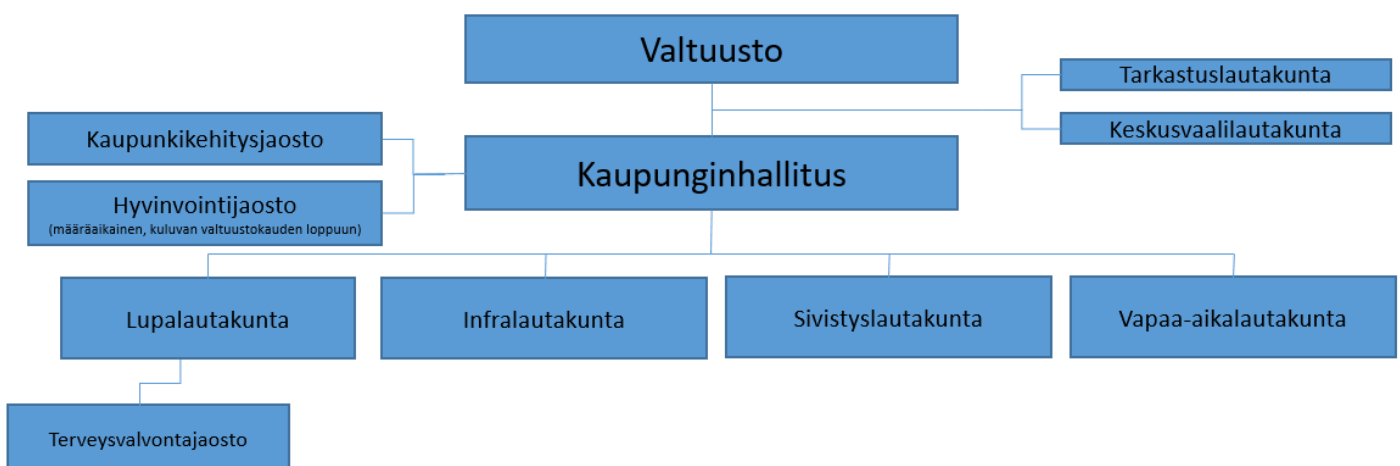 Valtuusto
Tarkastuslautakunta
Keskusvaalilautakunta
Kaupunkikehitysjaosto
Kaupunginhallitus
Hyvinvointijaosto
(määräaikainen, kuluvan valtuustokauden loppuun)
Lupalautakunta
Infralautakunta
Sivistyslautakunta
Vapaa-aikalautakunta
Terveysvalvontajaosto